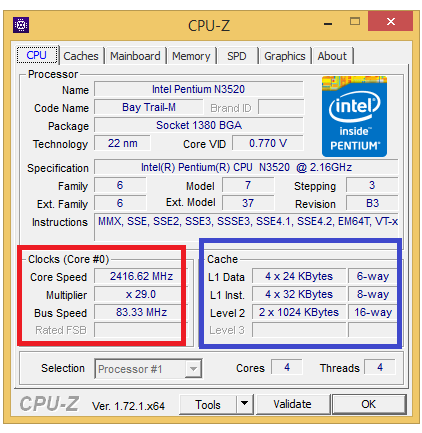 CPU-Z
CPU Caches Mainboard Memory SPD Graphics About
Processor
Name Intel Pentium N3520
Code Name Bay Trail-M Brand ID
Package Socket 1380 BGA
Technology 22 nm Core VID 0.770 V
intel inside™ PENTIUM®
Specification Intel(R) Pentium(R) CPU N3520 @ 2.16GHz
Family 6 Model 7 Stepping 3
Ext. Family 6 Ext. Model 37 Revision B3
Instructions MMX, SSE, SSE2, SSE3, SSSE3, SSE4.1, SSE4.2, EM64T, VT-x
Clocks (Core #0)
Core Speed 2416.62 MHz
Multiplier x 29.0
Bus Speed 83.33 MHz
Rated FSB
Cache
L1 Data 4 x 24 KBytes 6-way
L1 Inst. 4 x 32 KBytes 8-way
Level 2 2 x 1024 KBytes 16-way
Level 3
Selection Processor #1 Cores 4 Threads 4
CPU-Z Ver. 1.72.1.x64 Tools Validate OK